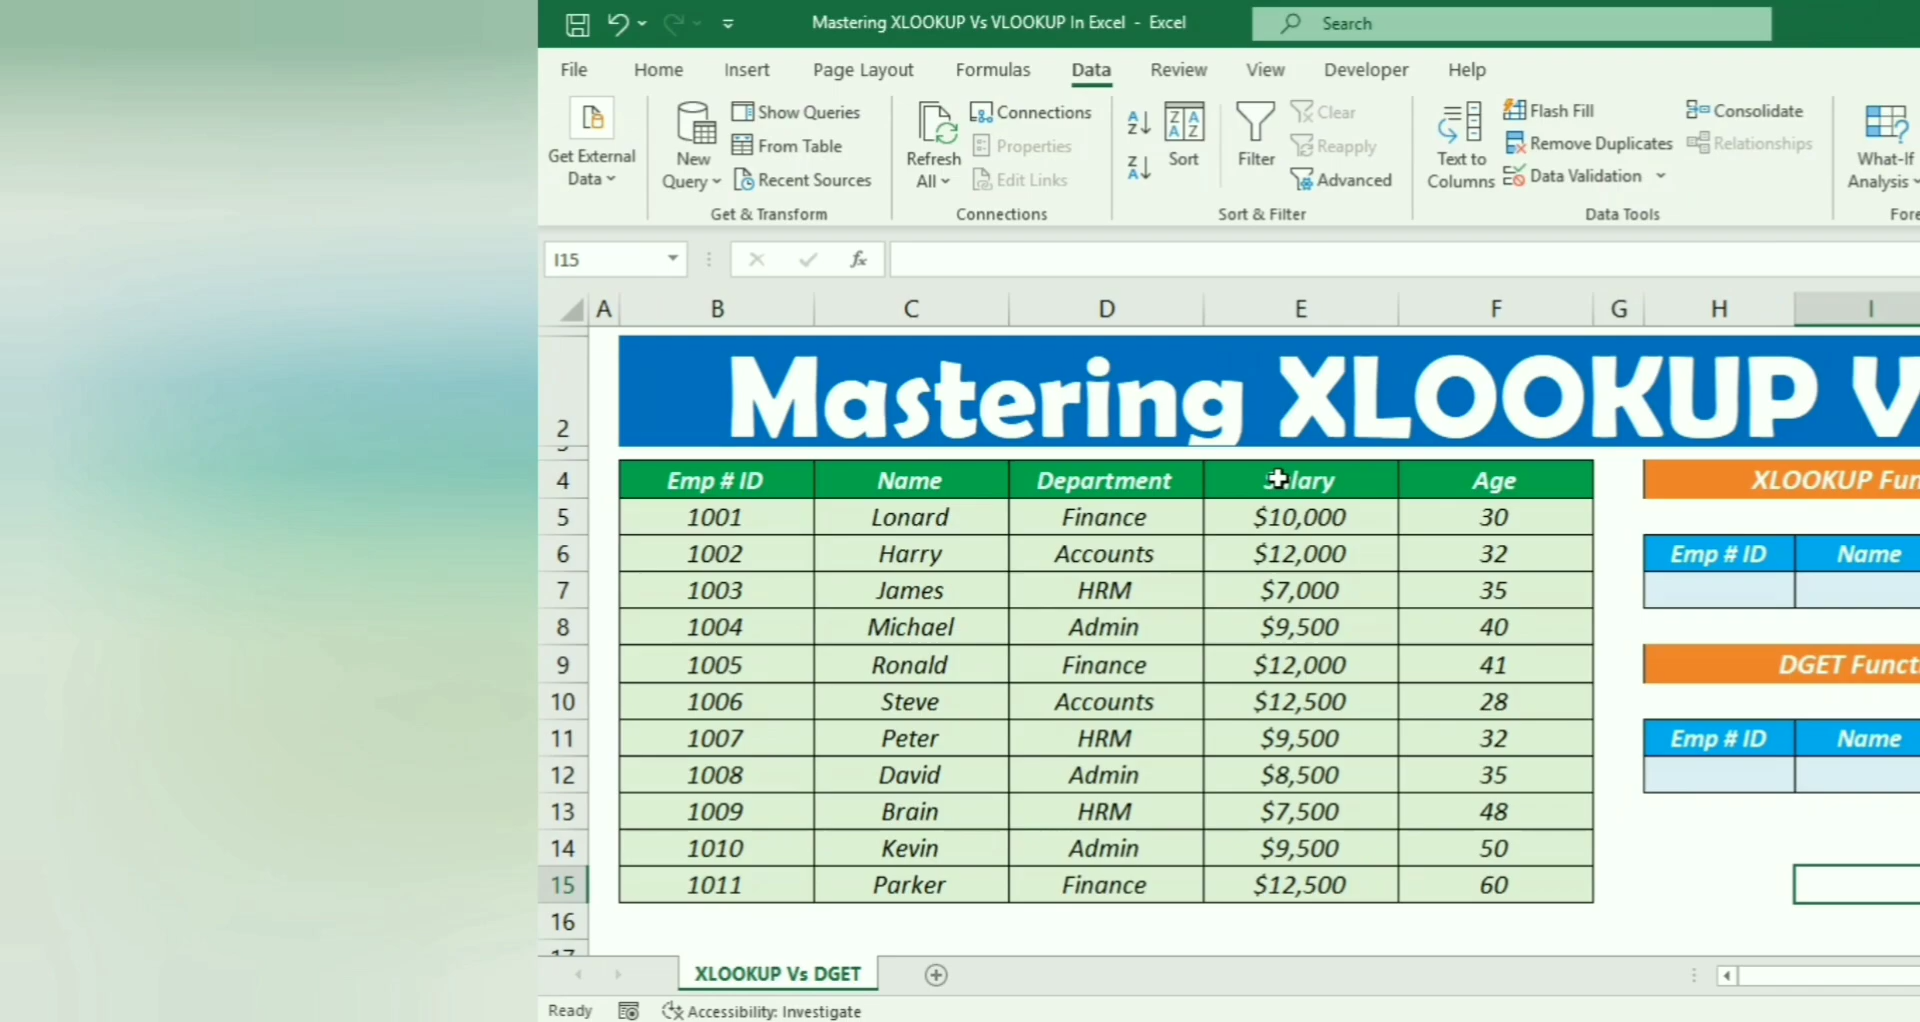 Mastering XLOOKUP Vs VLOOKUP In Excel - Excel
Search
File Home Insert Page Layout Formulas Data Review View Developer Help
Get External Data
New Query
Show Queries
From Table
Recent Sources
Get & Transform
Refresh All
Connections
Properties
Edit Links
Connections
Sort
Filter
Clear
Reapply
Advanced
Sort & Filter
Text to Columns
Flash Fill
Remove Duplicates
Data Validation
Consolidate
Relationships
Data Tools
What-If Analysis
Fore
I15
fx
A B C D E F G H I
2
Mastering XLOOKUP V
4 Emp # ID Name Department Salary Age XLOOKUP Fun
5 1001 Lonard Finance $10,000 30
6 1002 Harry Accounts $12,000 32 Emp # ID Name
7 1003 James HRM $7,000 35
8 1004 Michael Admin $9,500 40
9 1005 Ronald Finance $12,000 41 DGET Funct
10 1006 Steve Accounts $12,500 28
11 1007 Peter HRM $9,500 32 Emp # ID Name
12 1008 David Admin $8,500 35
13 1009 Brain HRM $7,500 48
14 1010 Kevin Admin $9,500 50
15 1011 Parker Finance $12,500 60
16
XLOOKUP Vs DGET
Ready Accessibility: Investigate